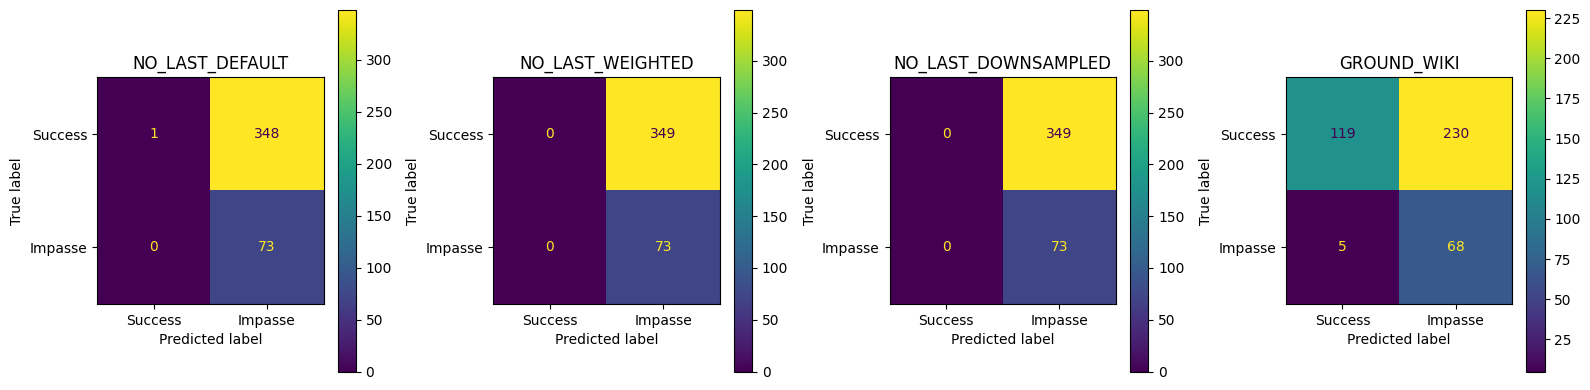 NO_LAST_DEFAULT
True label
Success
Impasse
1
348
0
73
Success
Impasse
Predicted label
300
250
200
150
100
50
0
NO_LAST_WEIGHTED
True label
Success
Impasse
0
349
0
73
Success
Impasse
Predicted label
300
250
200
150
100
50
0
NO_LAST_DOWNSAMPLED
True label
Success
Impasse
0
349
0
73
Success
Impasse
Predicted label
300
250
200
150
100
50
0
GROUND_WIKI
True label
Success
Impasse
119
230
5
68
Success
Impasse
Predicted label
225
200
175
150
125
100
75
50
25